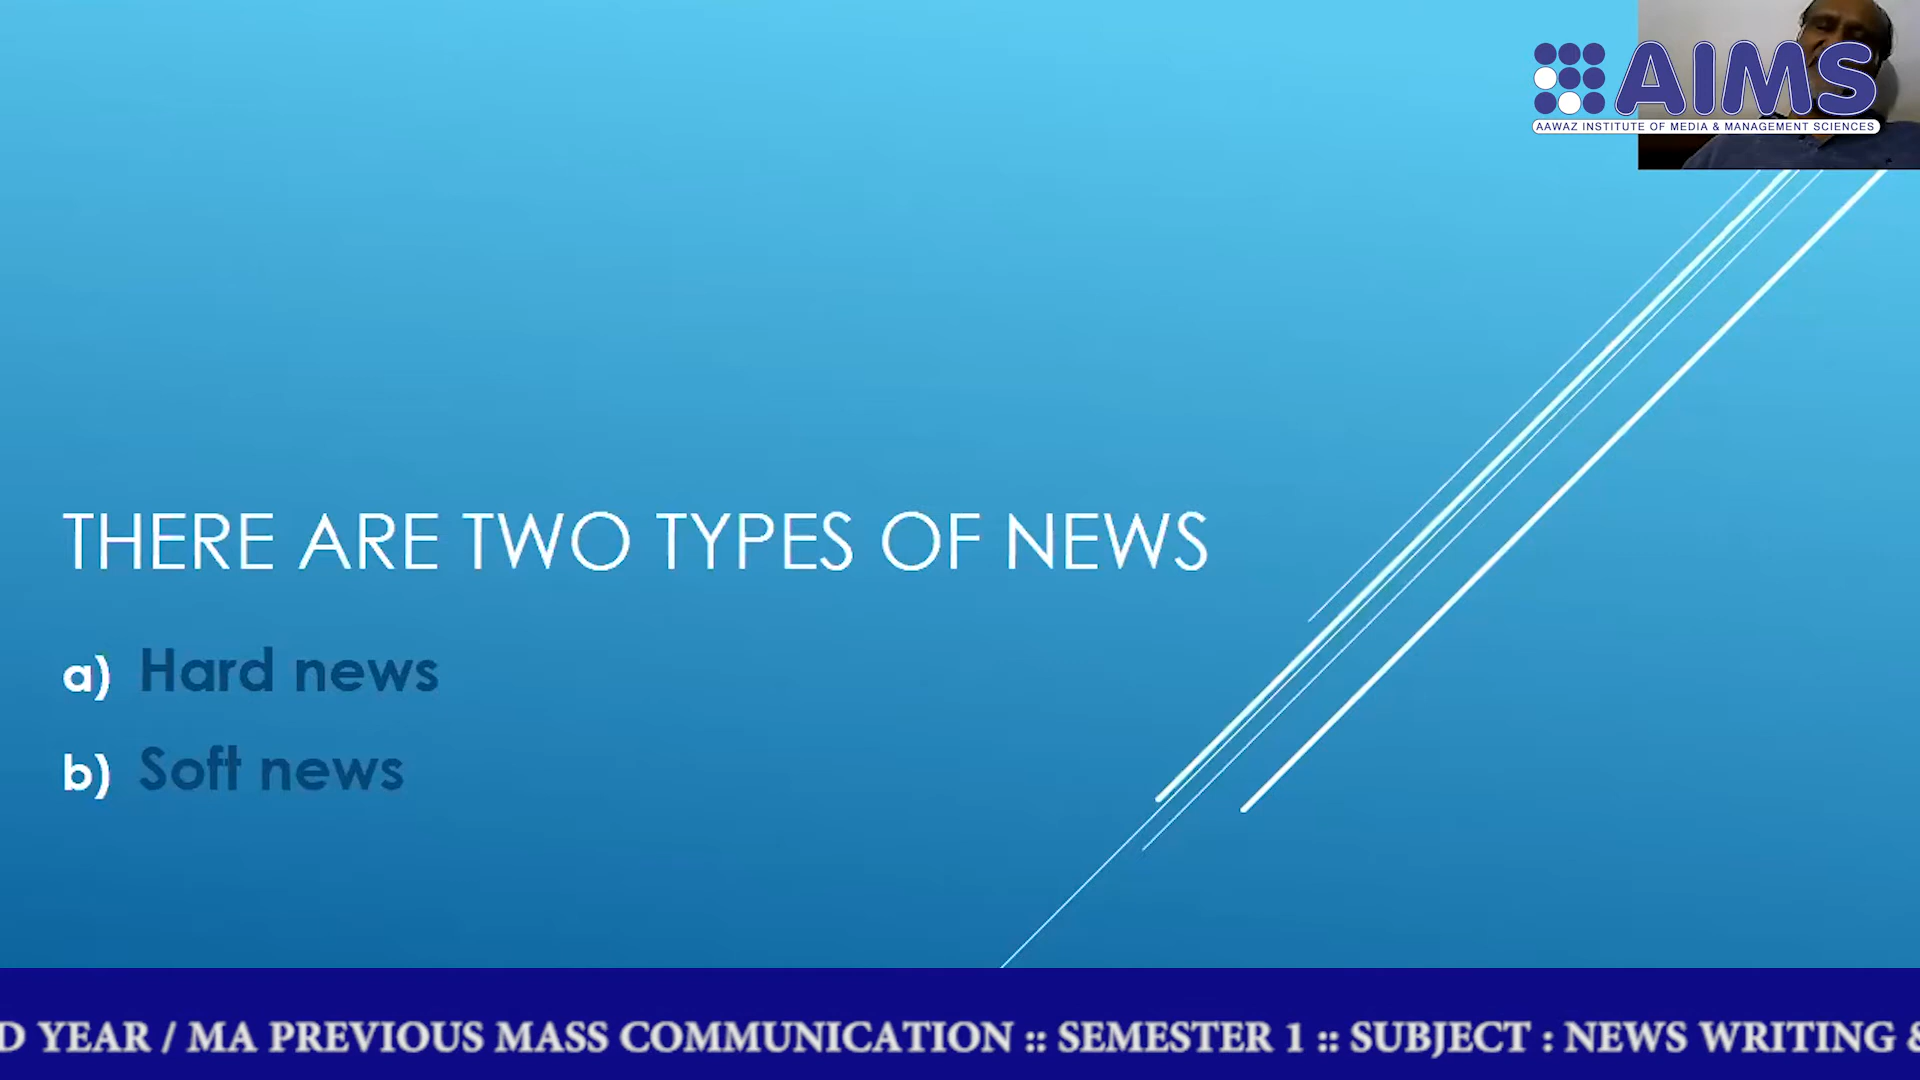 AIMS
AAWAZ INSTITUTE OF MEDIA & MANAGEMENT SCIENCES
THERE ARE TWO TYPES OF NEWS
a) Hard news
b) Soft news
D YEAR / MA PREVIOUS MASS COMMUNICATION :: SEMESTER 1 :: SUBJECT : NEWS WRITING &